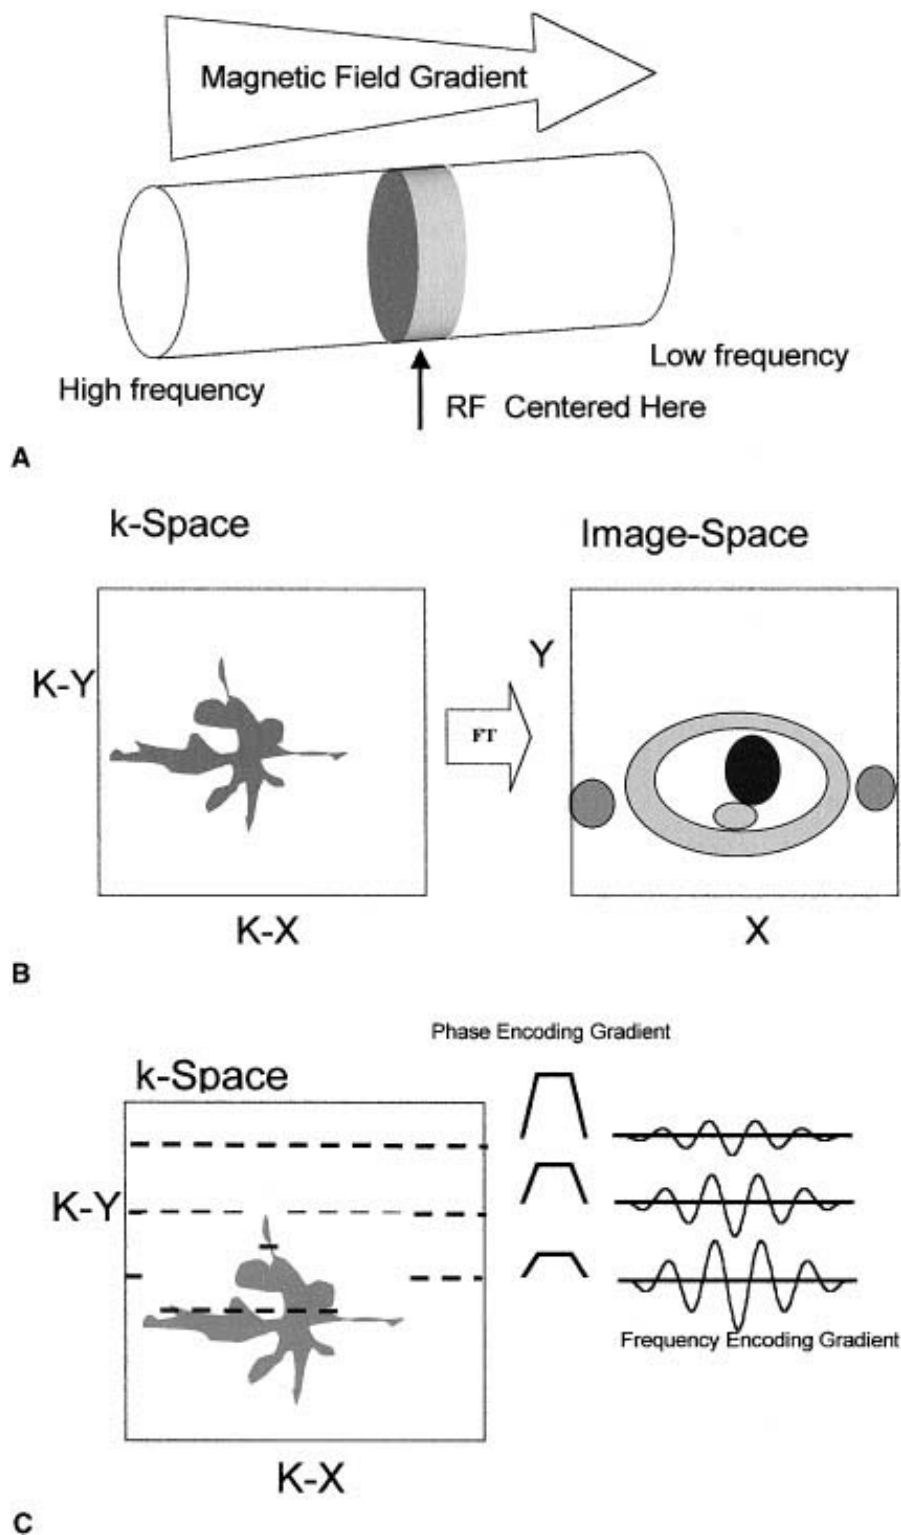 Magnetic Field Gradient
Low frequency
High frequency
RF Centered Here
A
k-Space
Image-Space
K-Y
Y
FT
K-X
X
B
Phase Encoding Gradient
k-Space
K-Y
Frequency Encoding Gradient
K-X
C